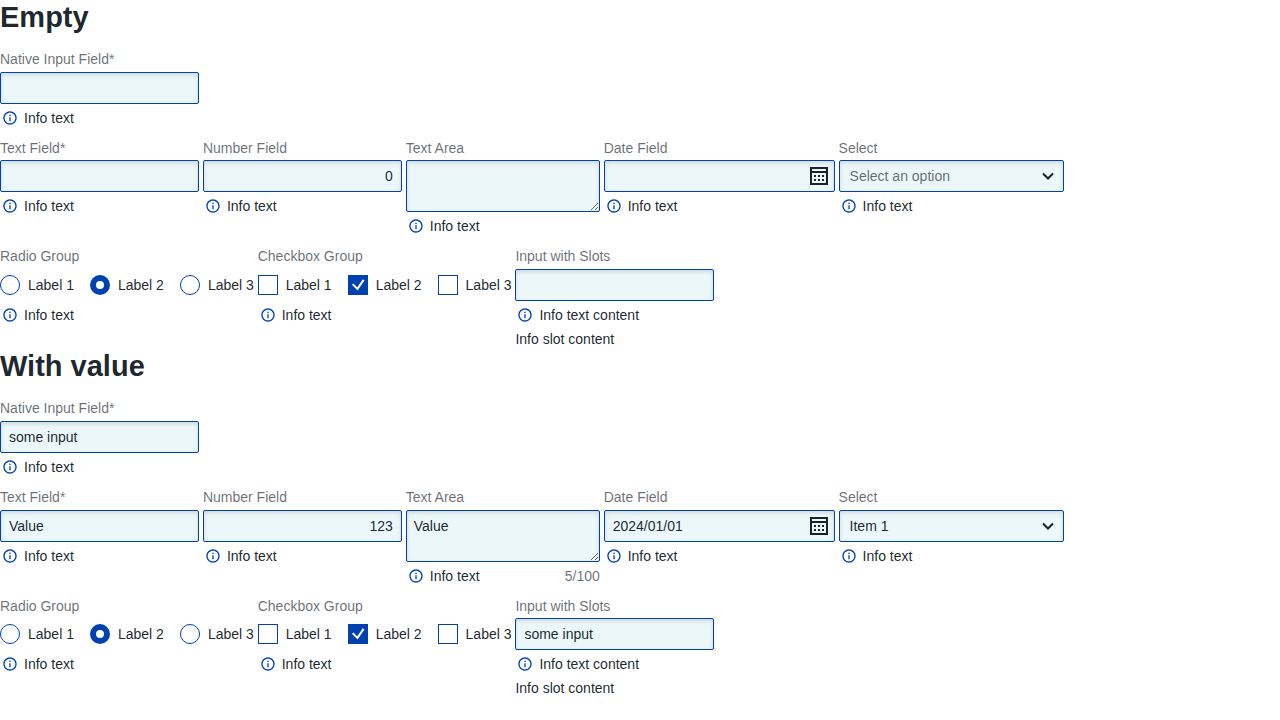 Empty
Native Input Field*
Info text
Text Field* Number Field Text Area Date Field Select
0 Select an option
Info text Info text Info text Info text
Info text
Radio Group Checkbox Group Input with Slots
Label 1 Label 2 Label 3 Label 1 Label 2 Label 3
Info text Info text Info text content
Info slot content
With value
Native Input Field*
some input
Info text
Text Field* Number Field Text Area Date Field Select
Value 123 Value 2024/01/01 Item 1
Info text Info text Info text Info text
Info text 5/100
Radio Group Checkbox Group Input with Slots
Label 1 Label 2 Label 3 Label 1 Label 2 Label 3 some input
Info text Info text Info text content
Info slot content